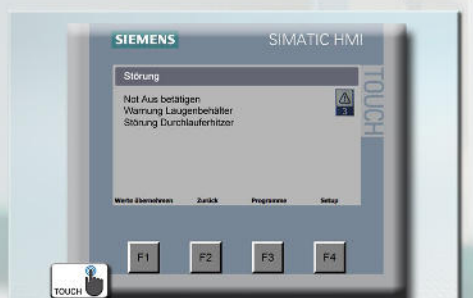 SIEMENS
SIMATIC HMI
TOUCH
Störung
Not Aus betätigen
Warnung Laugenbehälter
Störung Durchlauferhitzer
3
Werte übernehmen Zurück Programme Setup
F1 F2 F3 F4
TOUCH